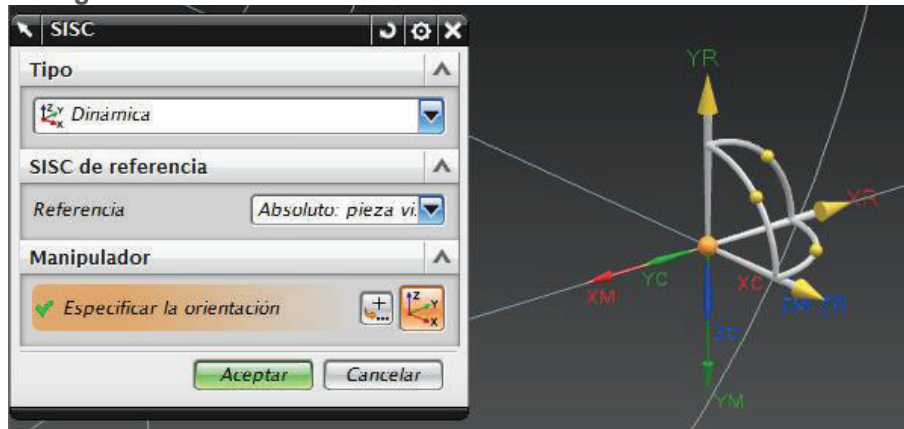 SISC
Tipo
Dinámica
SISC de referencia
Referencia
Absoluto: pieza vi.
Manipulador
Especificar la orientación
Aceptar
Cancelar
YR
XR
YC
XM
XC
ZM
ZR
ZC
YM